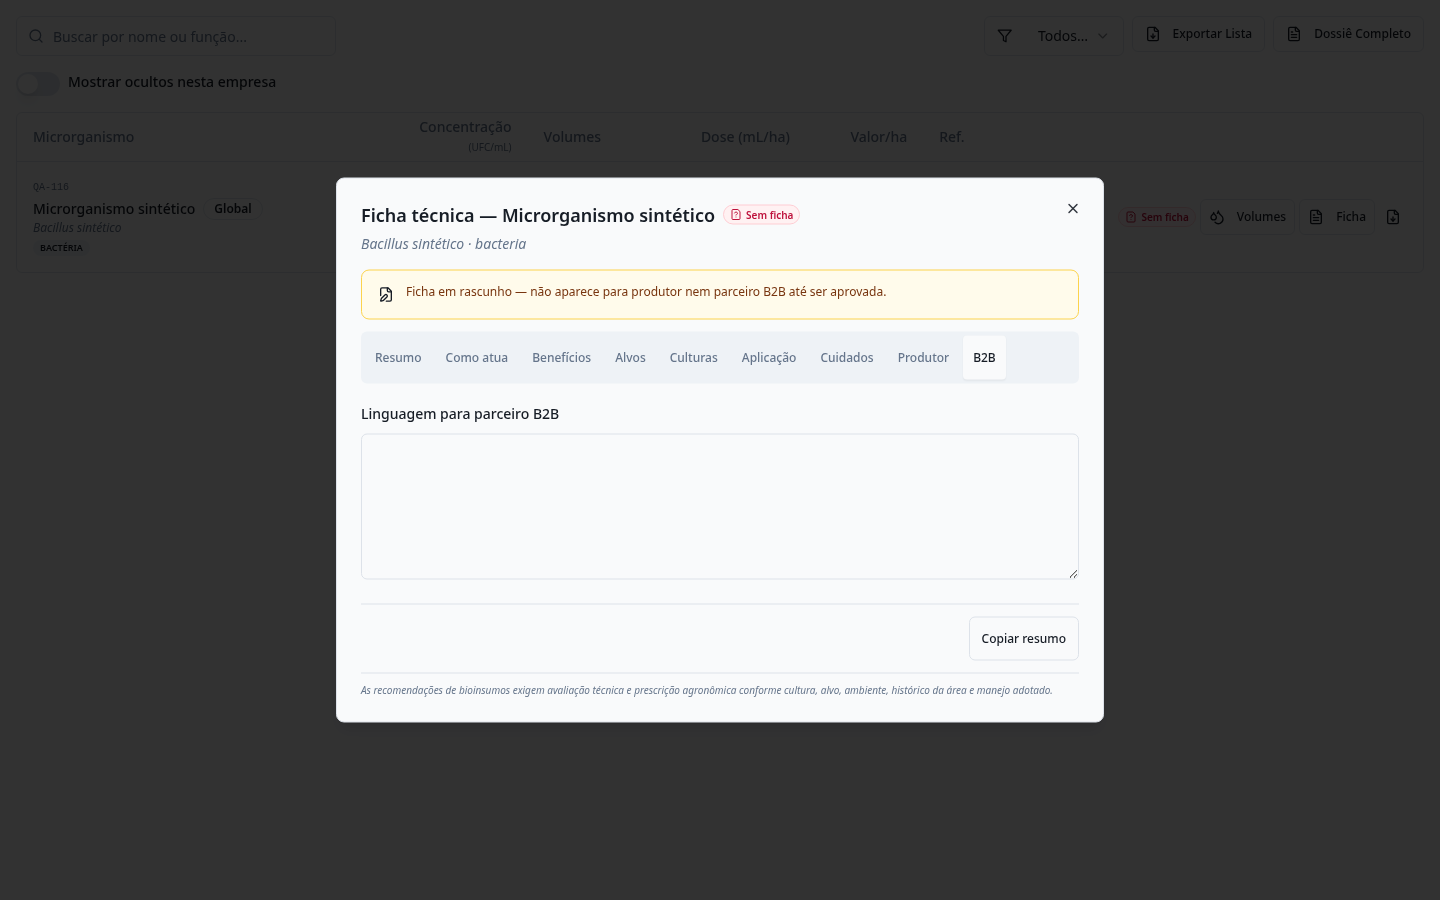 Buscar por nome ou função...
Todos...
Exportar Lista
Dossiê Completo
Mostrar ocultos nesta empresa
Microrganismo
Concentração
(UFC/mL)
Volumes
Dose (mL/ha)
Valor/ha
Ref.
QA-116
Microrganismo sintético
Global
Bacillus sintético
BACTÉRIA
Sem ficha
Volumes
Ficha
Ficha técnica — Microrganismo sintético
Sem ficha
Bacillus sintético · bacteria
Ficha em rascunho — não aparece para produtor nem parceiro B2B até ser aprovada.
Resumo
Como atua
Benefícios
Alvos
Culturas
Aplicação
Cuidados
Produtor
B2B
Linguagem para parceiro B2B
Copiar resumo
As recomendações de bioinsumos exigem avaliação técnica e prescrição agronômica conforme cultura, alvo, ambiente, histórico da área e manejo adotado.